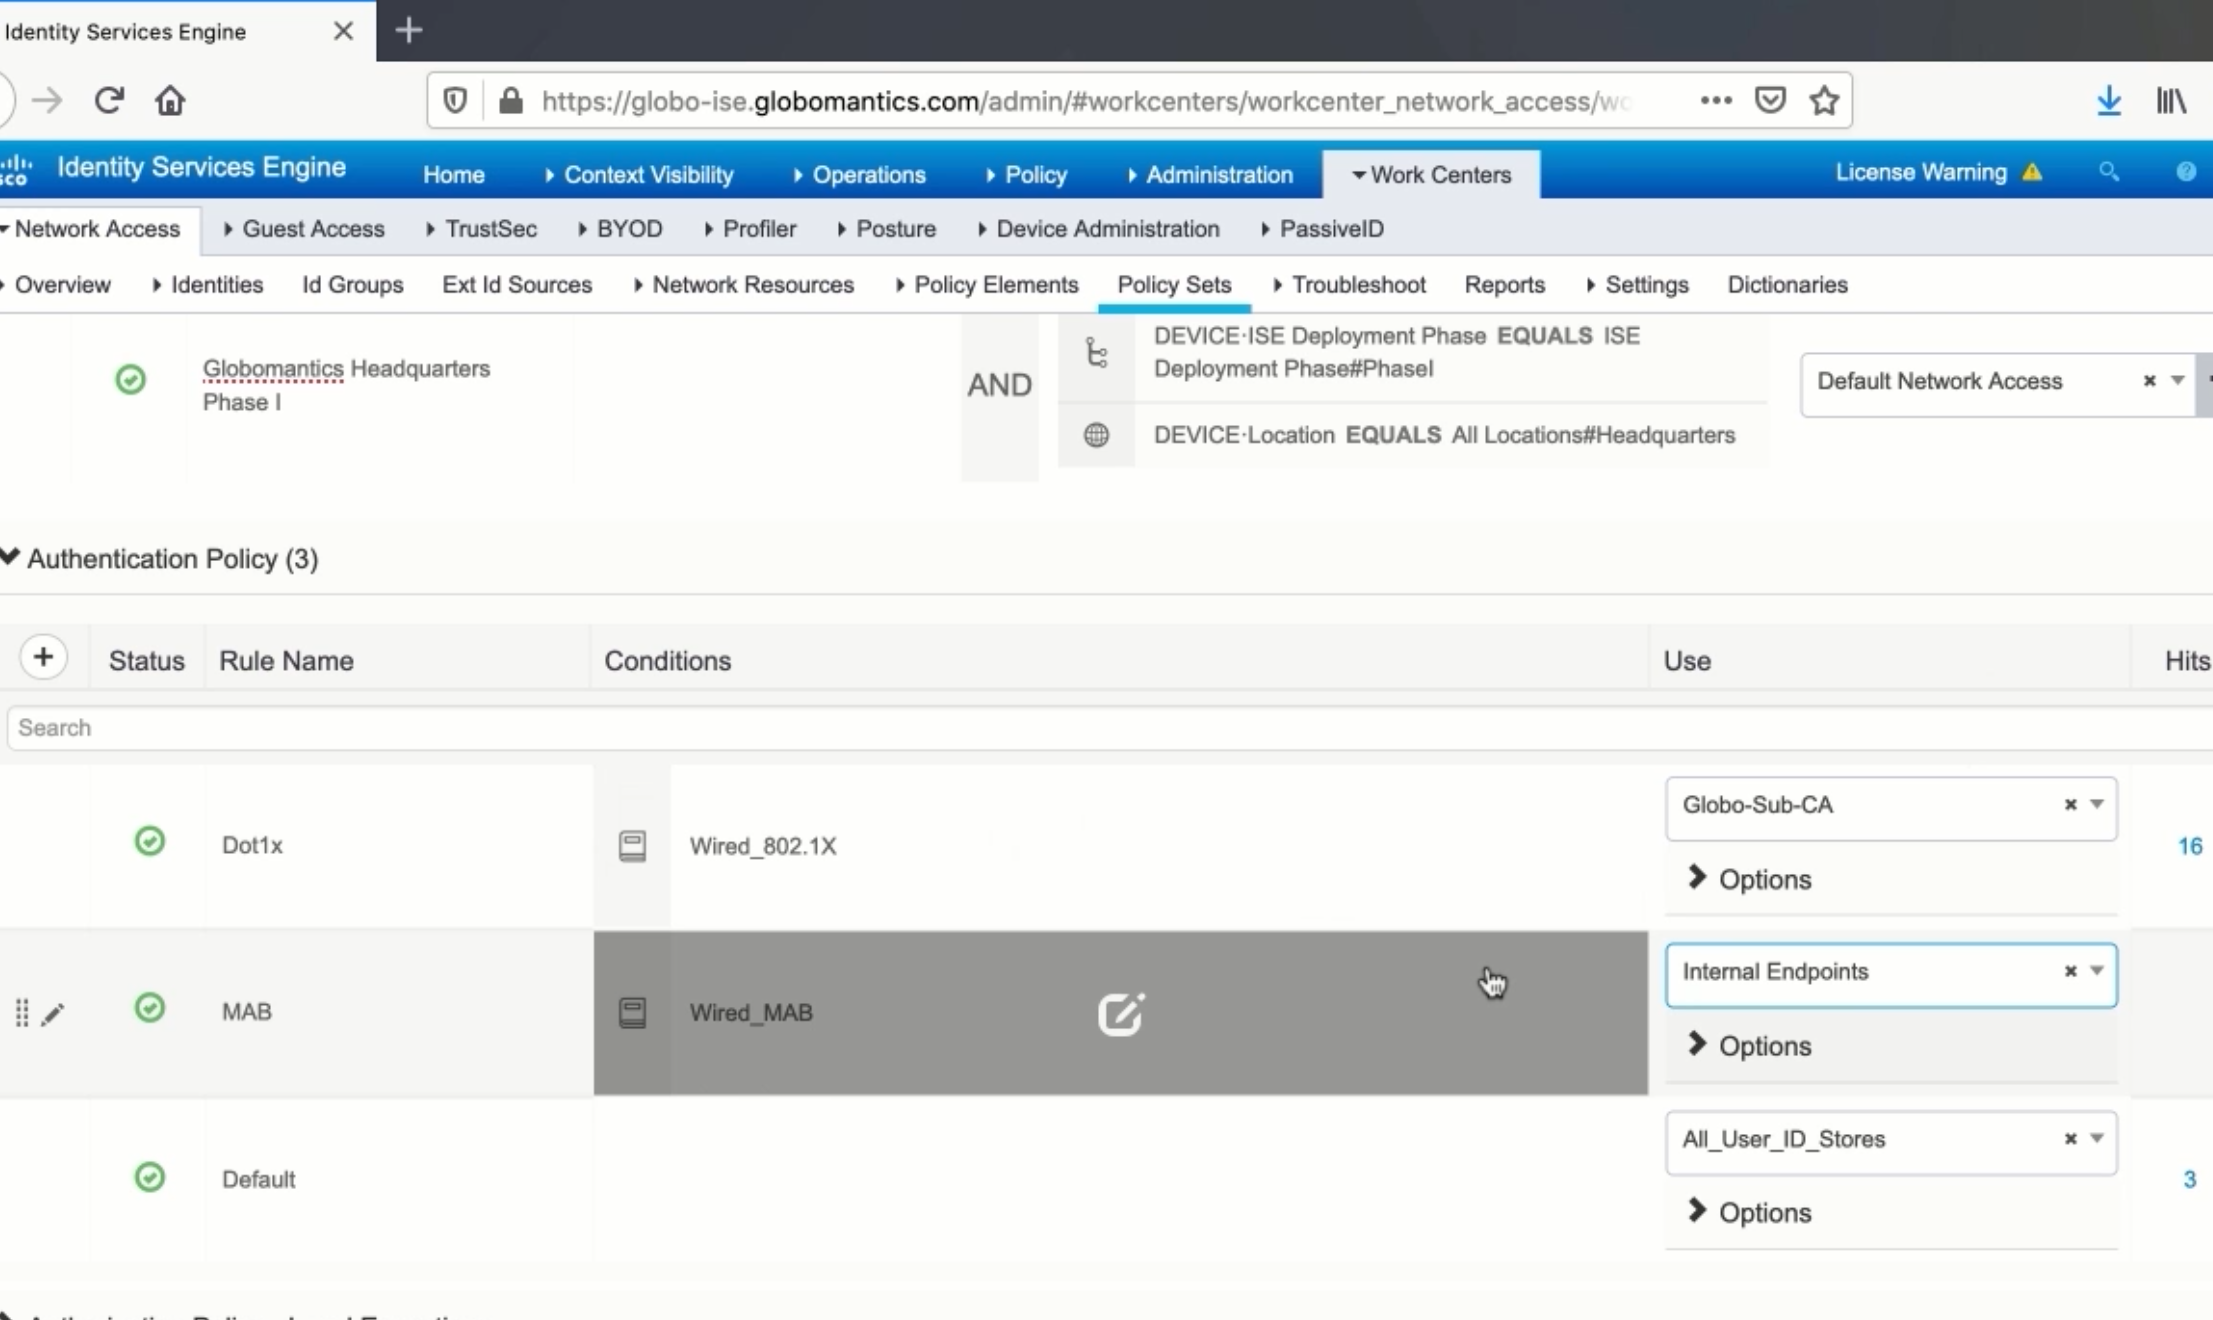 Identity Services Engine
https://globo-ise.globomantics.com/admin/#workcenters/workcenter_network_access/wo
Identity Services Engine Home Context Visibility Operations Policy Administration Work Centers License Warning
Network Access Guest Access TrustSec BYOD Profiler Posture Device Administration PassiveID
Overview Identities Id Groups Ext Id Sources Network Resources Policy Elements Policy Sets Troubleshoot Reports Settings Dictionaries
Globomantics Headquarters
Phase I
AND
DEVICE·ISE Deployment Phase EQUALS ISE
Deployment Phase#PhaseI
DEVICE·Location EQUALS All Locations#Headquarters
Default Network Access
Authentication Policy (3)
+ Status Rule Name Conditions Use Hits
Search
Dot1x Wired_802.1X Globo-Sub-CA 16
Options
MAB Wired_MAB Internal Endpoints
Options
Default All_User_ID_Stores 3
Options